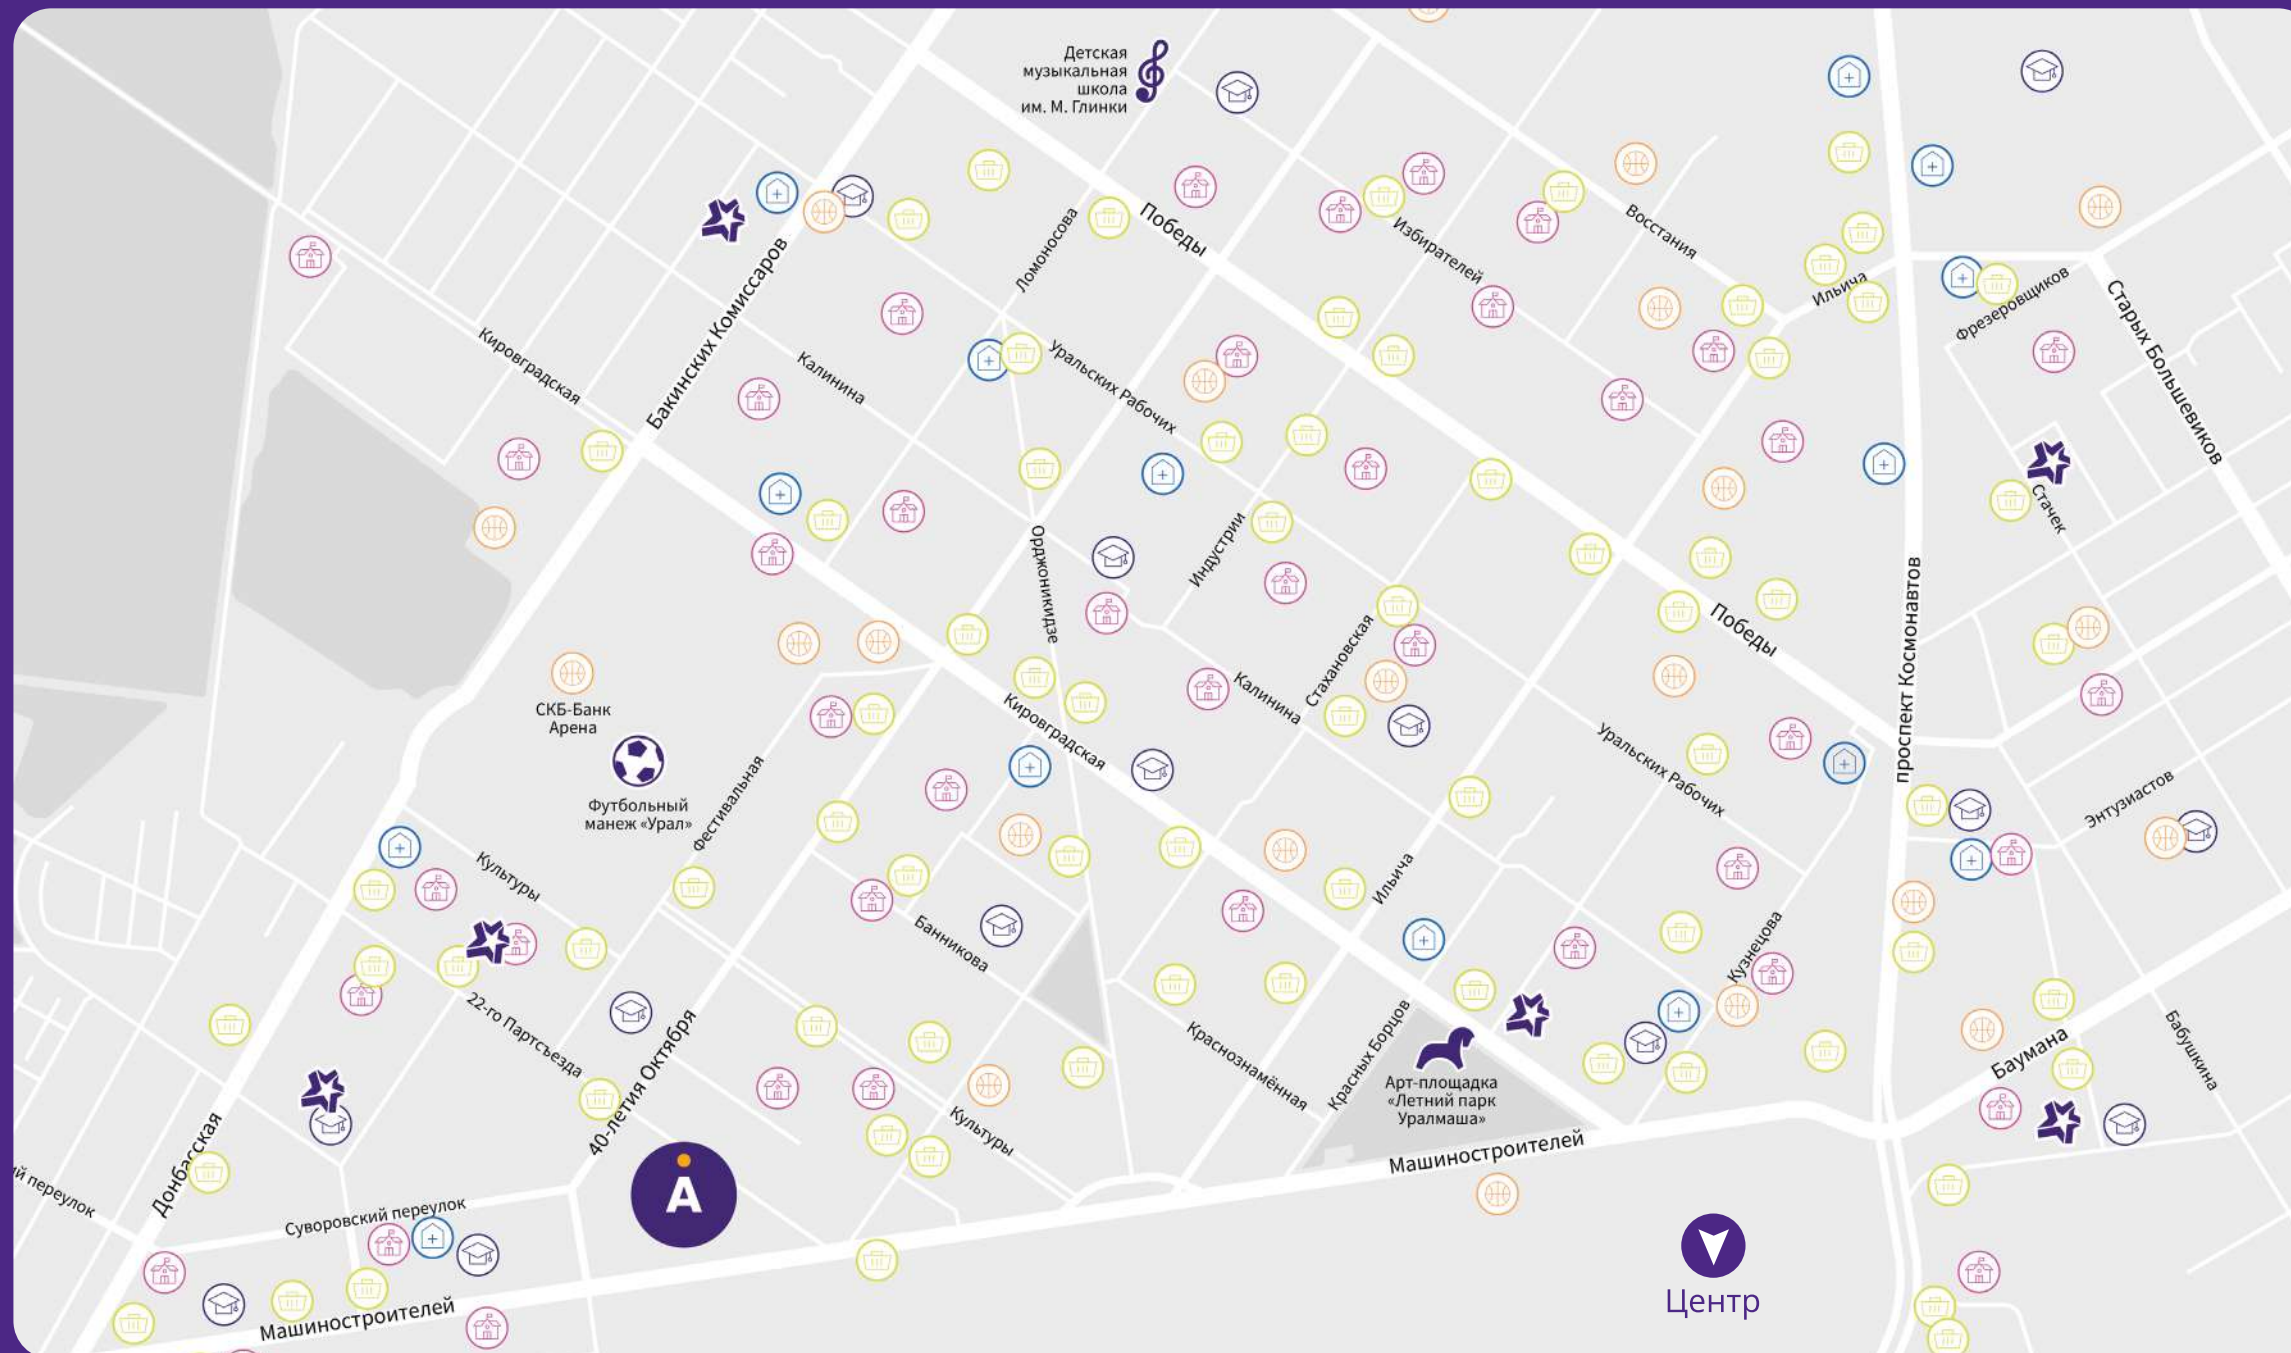 Детская
музыкальная
школа
им. М. Глинки
Победы
Ломоносова
Избирателей
Восстания
Ильича
Фрезеровщиков
Старых Большевиков
Бакинских Комиссаров
Кировградская
Калинина
Уральских Рабочих
Стачек
Орджоникидзе
Индустрии
Стахановская
Калинина
Победы
проспект Космонавтов
СКБ-Банк
Арена
Футбольный
манеж «Урал»
Фестивальная
Кировградская
Уральских Рабочих
Энтузиастов
Культуры
Ильича
Банникова
Кузнецова
22-го Партсъезда
40-летия Октября
Краснознамённая
Красных Борцов
Арт-площадка
«Летний парк
Уралмаша»
Баумана
Бабушкина
Культуры
Машиностроителей
Донбасская
ий переулок
Суворовский переулок
А
Машиностроителей
Центр